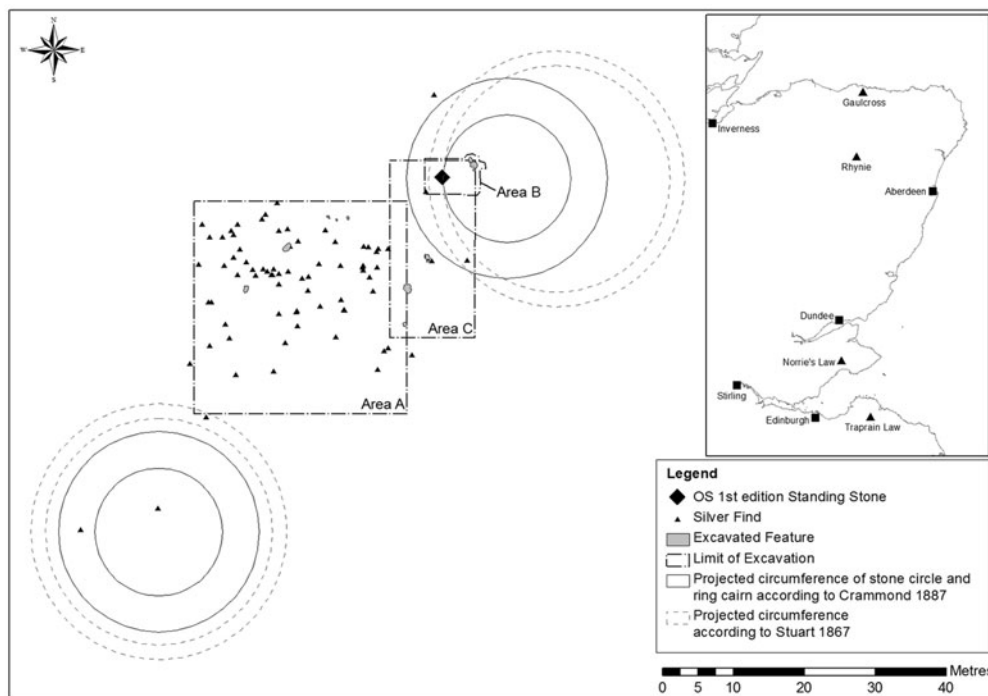 N
W E
S
Area B
Area C
Area A
Gaulcross
Inverness
Rhynie
Aberdeen
Dundee
Norrie's Law
Stirling
Edinburgh
Traprain Law
Legend
OS 1st edition Standing Stone
Silver Find
Excavated Feature
Limit of Excavation
Projected circumference of stone circle and
ring cairn according to Crammond 1887
Projected circumference
according to Stuart 1867
Metres
0 5 10 20 30 40